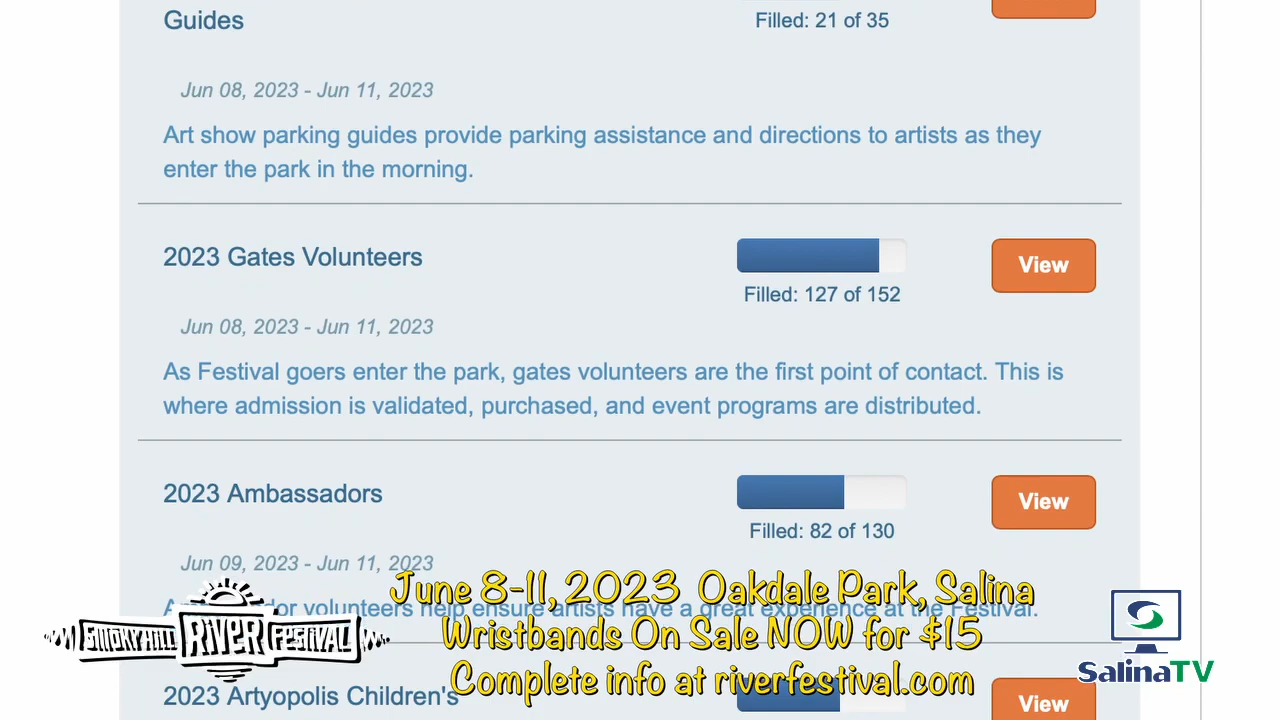 Guides
Filled: 21 of 35
Jun 08, 2023 - Jun 11, 2023
Art show parking guides provide parking assistance and directions to artists as they
enter the park in the morning.
2023 Gates Volunteers
View
Filled: 127 of 152
Jun 08, 2023 - Jun 11, 2023
As Festival goers enter the park, gates volunteers are the first point of contact. This is
where admission is validated, purchased, and event programs are distributed.
2023 Ambassadors
View
Filled: 82 of 130
Jun 09, 2023 - Jun 11, 2023
volunteers help ensure artists have a great experience at the Festival.
June 8-11, 2023 Oakdale Park, Salina
Wristbands On Sale NOW for $15
Complete info at riverfestival.com
SMOKY HILL RIVER FESTIVAL
SalinaTV
2023 Artyopolis Children's
View